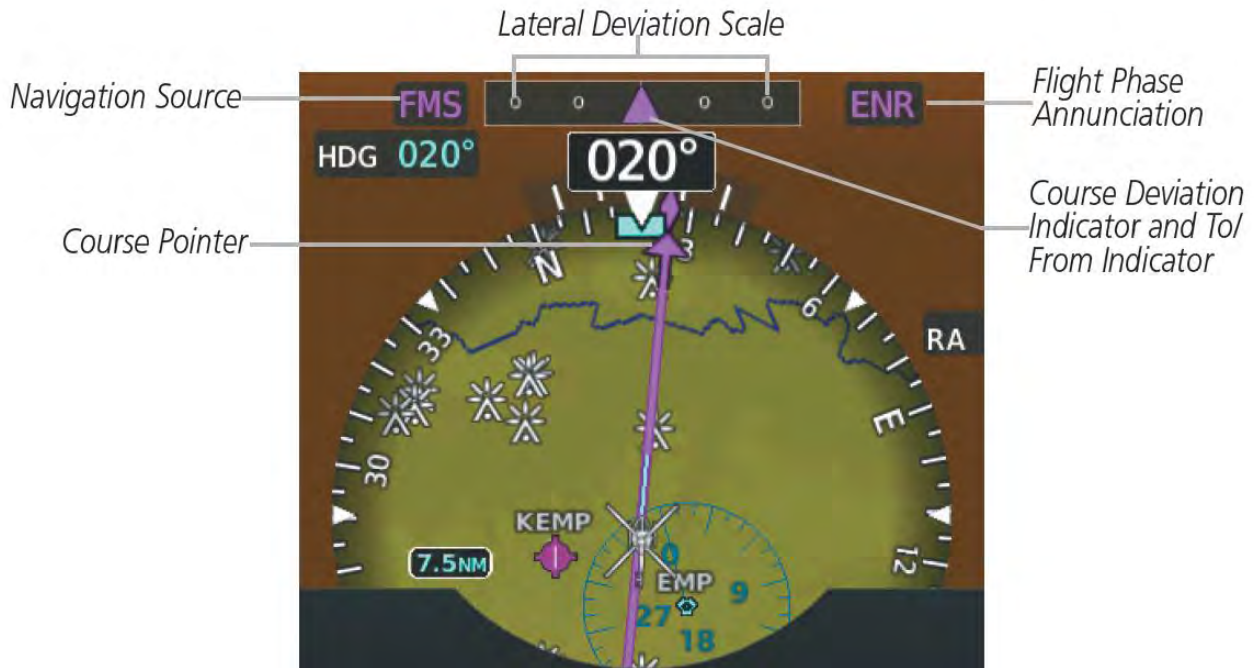 Lateral Deviation Scale
Navigation Source
FMS
ENR
Flight Phase
Annunciation
HDG 020°
020°
Course Deviation
Indicator and To/
From Indicator
Course Pointer
N
3
6
33
RA
E
30
KEMP
7.5NM
12
0
EMP
9
27
18